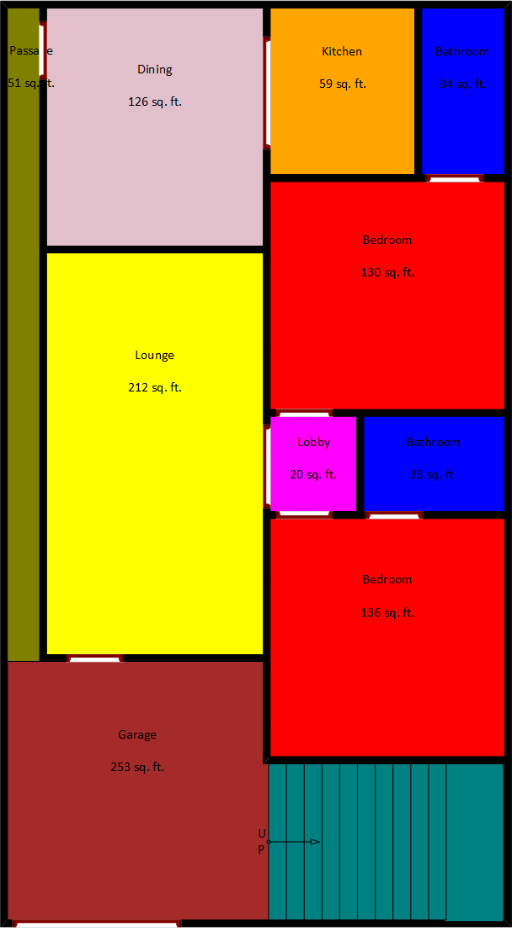 Passage
51 sq. ft.
Dining
126 sq. ft.
Kitchen
59 sq. ft.
Bathroom
34 sq. ft.
Bedroom
130 sq. ft.
Lounge
212 sq. ft.
Lobby
20 sq. ft.
Bathroom
33 sq. ft.
Bedroom
136 sq. ft.
Garage
253 sq. ft.
U
P